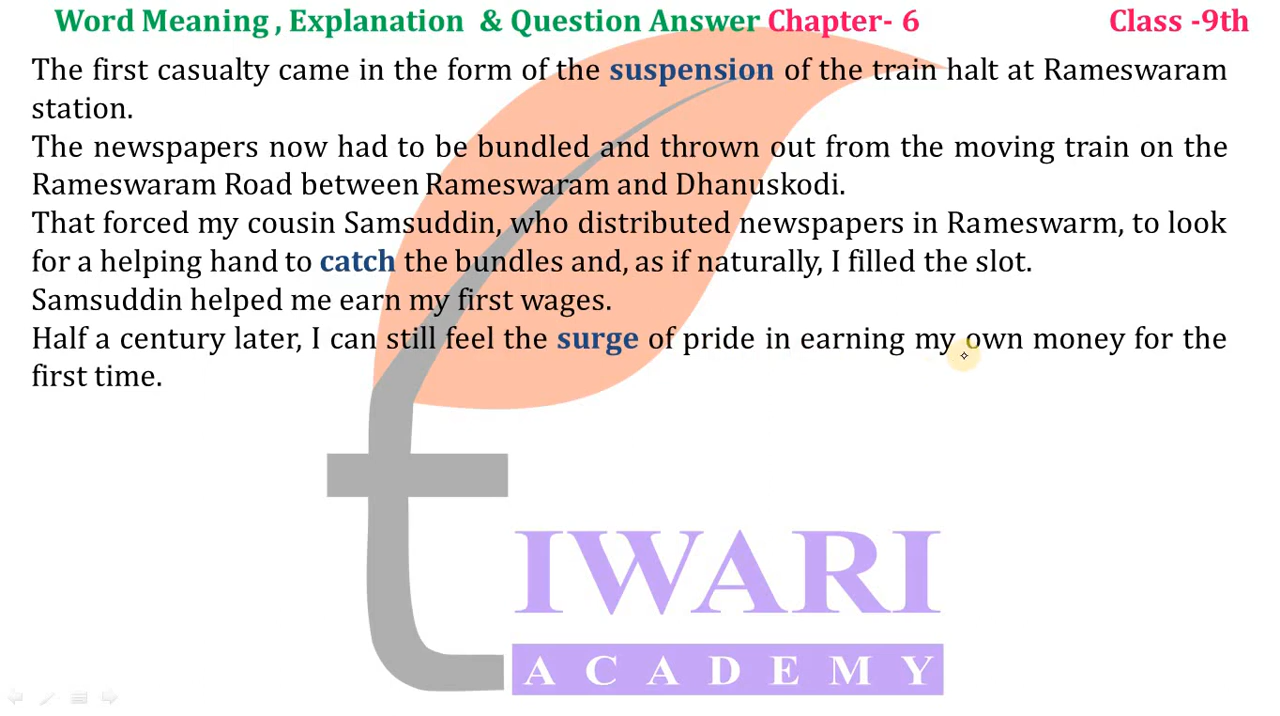 Word Meaning , Explanation & Question Answer Chapter- 6 Class -9th
The first casualty came in the form of the suspension of the train halt at Rameswaram
station.
The newspapers now had to be bundled and thrown out from the moving train on the
Rameswaram Road between Rameswaram and Dhanuskodi.
That forced my cousin Samsuddin, who distributed newspapers in Rameswarm, to look
for a helping hand to catch the bundles and, as if naturally, I filled the slot.
Samsuddin helped me earn my first wages.
Half a century later, I can still feel the surge of pride in earning my own money for the
first time.
tIWARI
ACADEMY